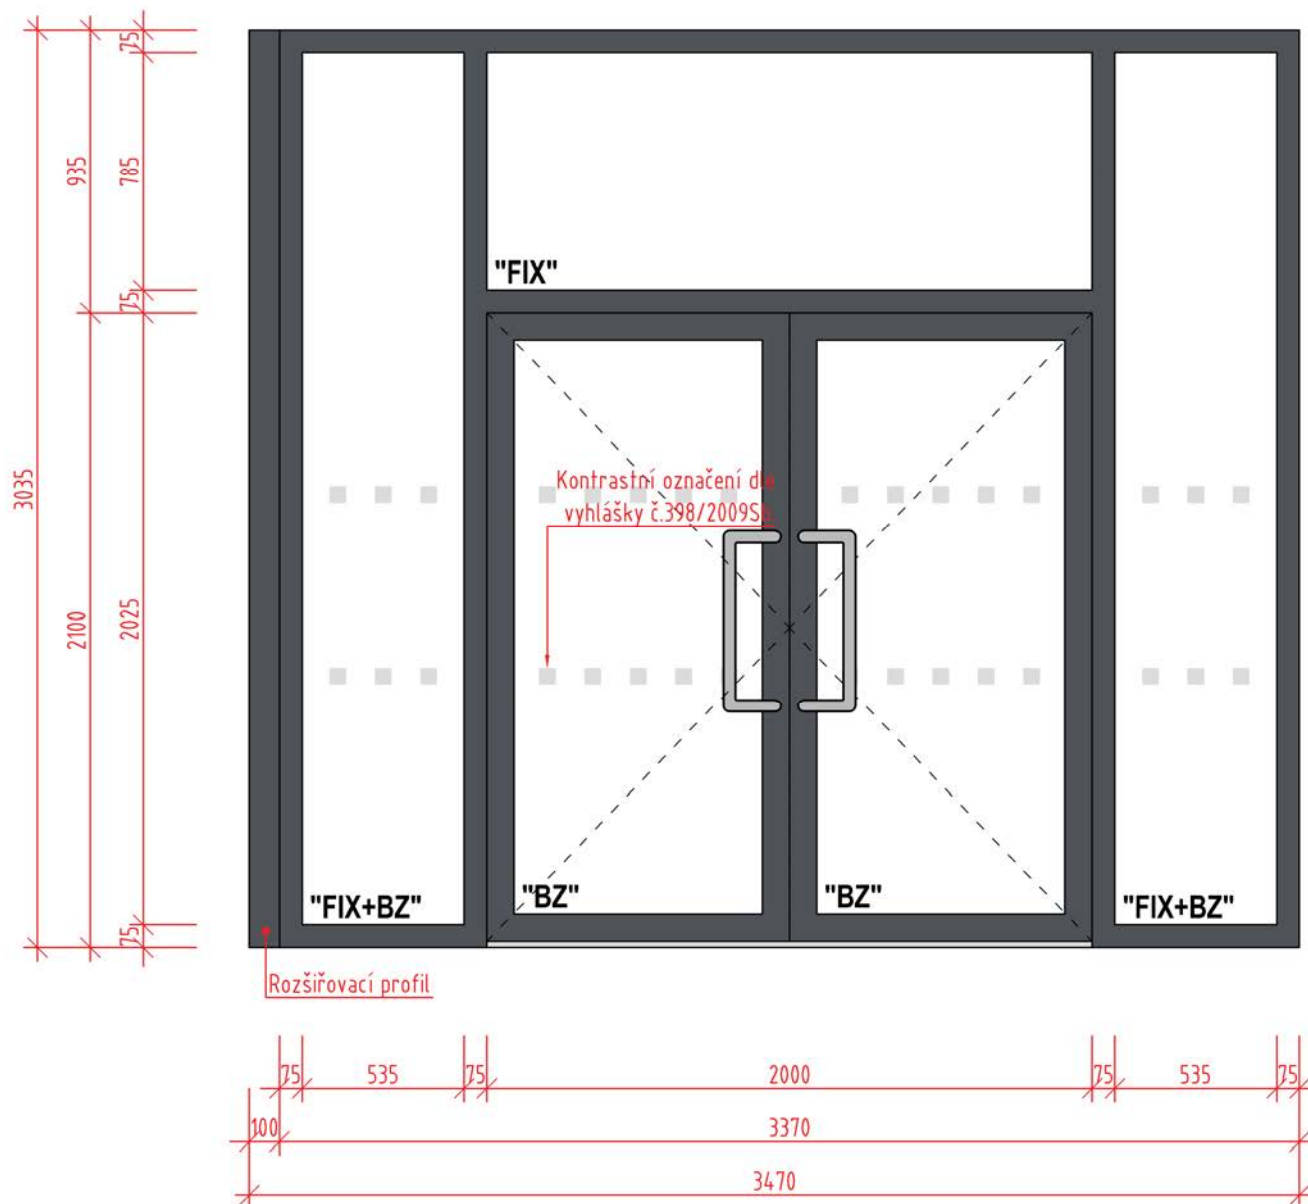 75
935
785
"FIX"
75
3035
Kontrastní označení dle
vyhlášky č.398/2009Sb.
2100
2025
"FIX+BZ"
"BZ"
"BZ"
"FIX+BZ"
75
Rozšiřovací profil
75
535
75
2000
75
535
75
100
3370
3470